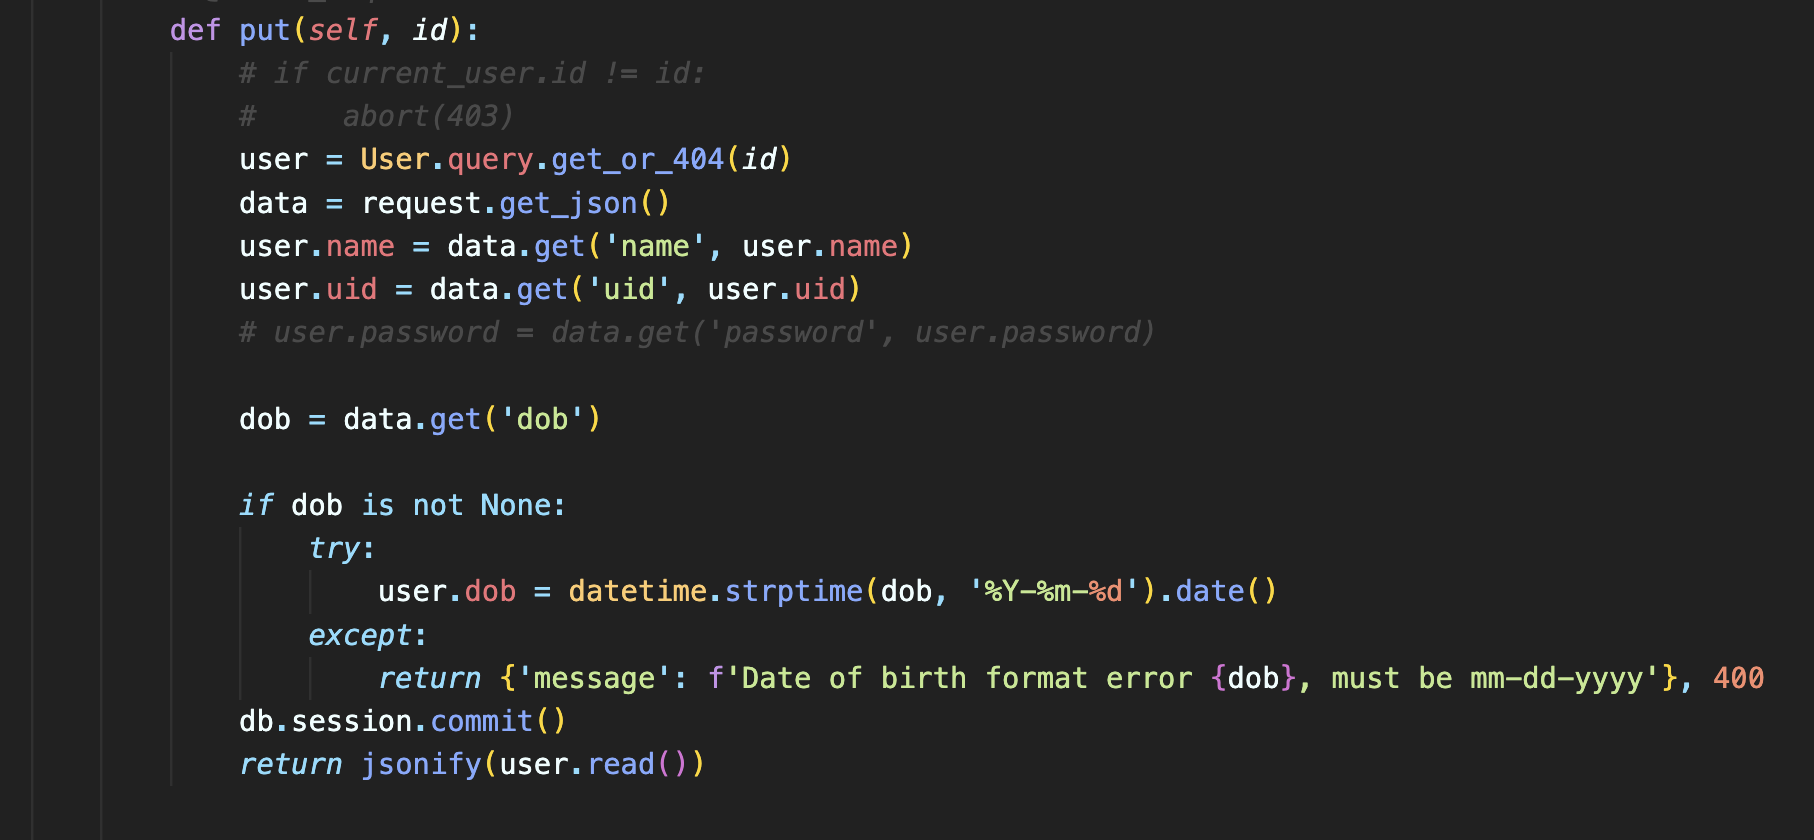 def put(self, id):
# if current_user.id != id:
#     abort(403)
user = User.query.get_or_404(id)
data = request.get_json()
user.name = data.get('name', user.name)
user.uid = data.get('uid', user.uid)
# user.password = data.get('password', user.password)
dob = data.get('dob')
if dob is not None:
try:
user.dob = datetime.strptime(dob, '%Y-%m-%d').date()
except:
return {'message': f'Date of birth format error {dob}, must be mm-dd-yyyy'}, 400
db.session.commit()
return jsonify(user.read())